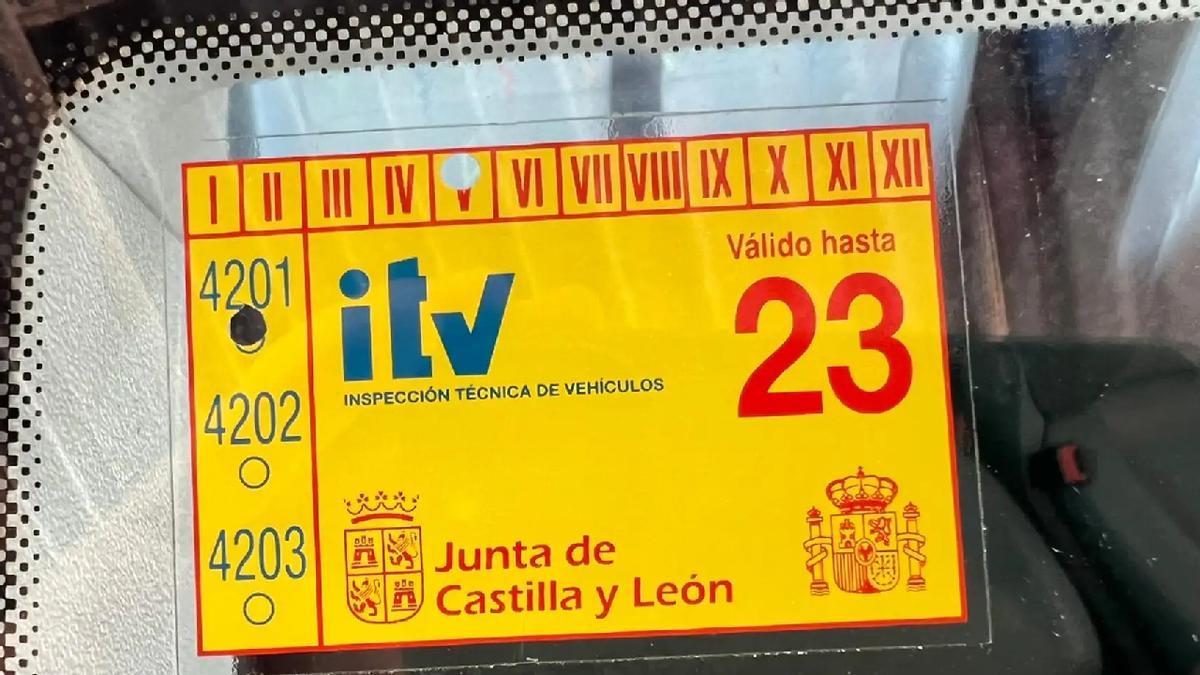 I II III IV V VI VII VIII IX X XI XII
4201
4202
4203
itv
INSPECCIÓN TÉCNICA DE VEHÍCULOS
Válido hasta
23
Junta de
Castilla y León